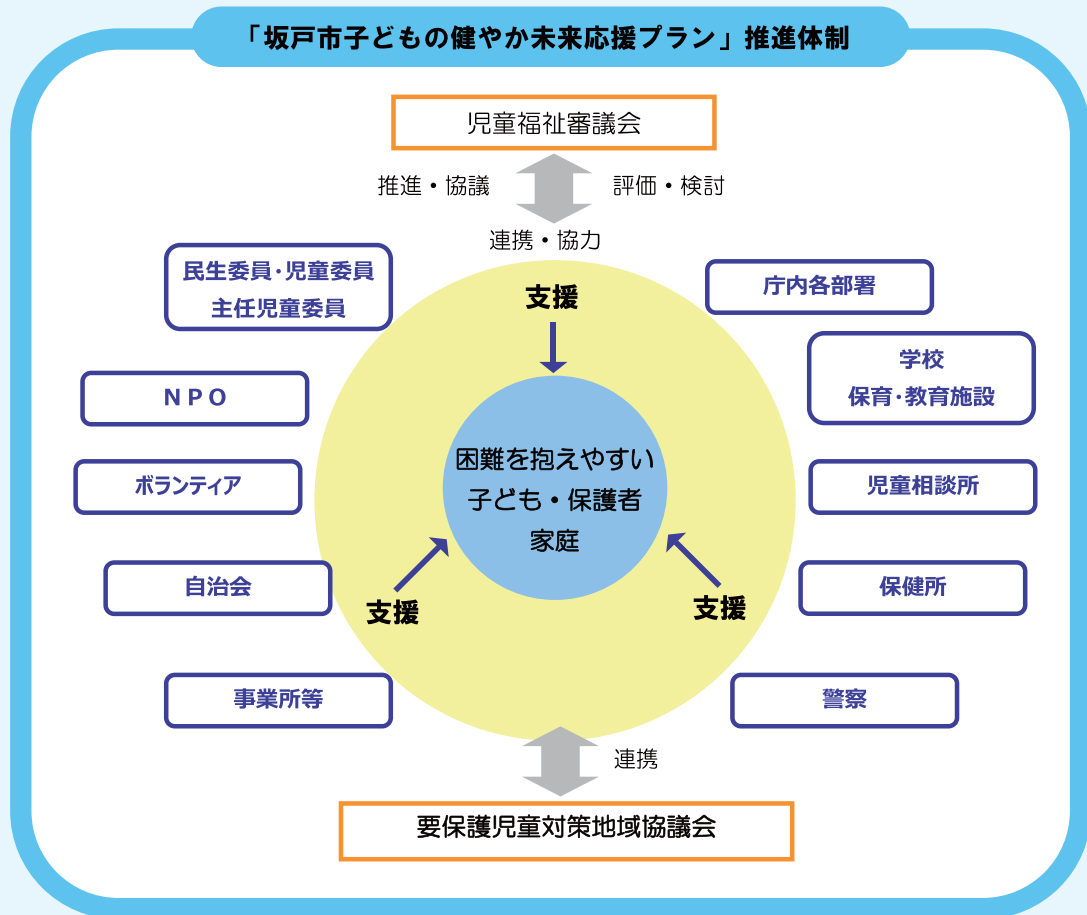 「坂戸市子どもの健やか未来応援プラン」推進体制
児童福祉審議会
推進・協議
評価・検討
連携・協力
民生委員・児童委員
主任児童委員
NPO
ボランティア
自治会
事業所等
支援
困難を抱えやすい
子ども・保護者
家庭
支援
支援
庁内各部署
学校
保育・教育施設
児童相談所
保健所
警察
連携
要保護児童対策地域協議会